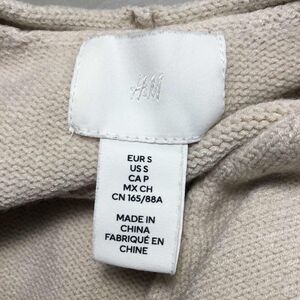 H&M
EUR S
US S
CA P
MX CH
CN 165/88A
MADE IN
CHINA
FABRIQUÉ EN
CHINE